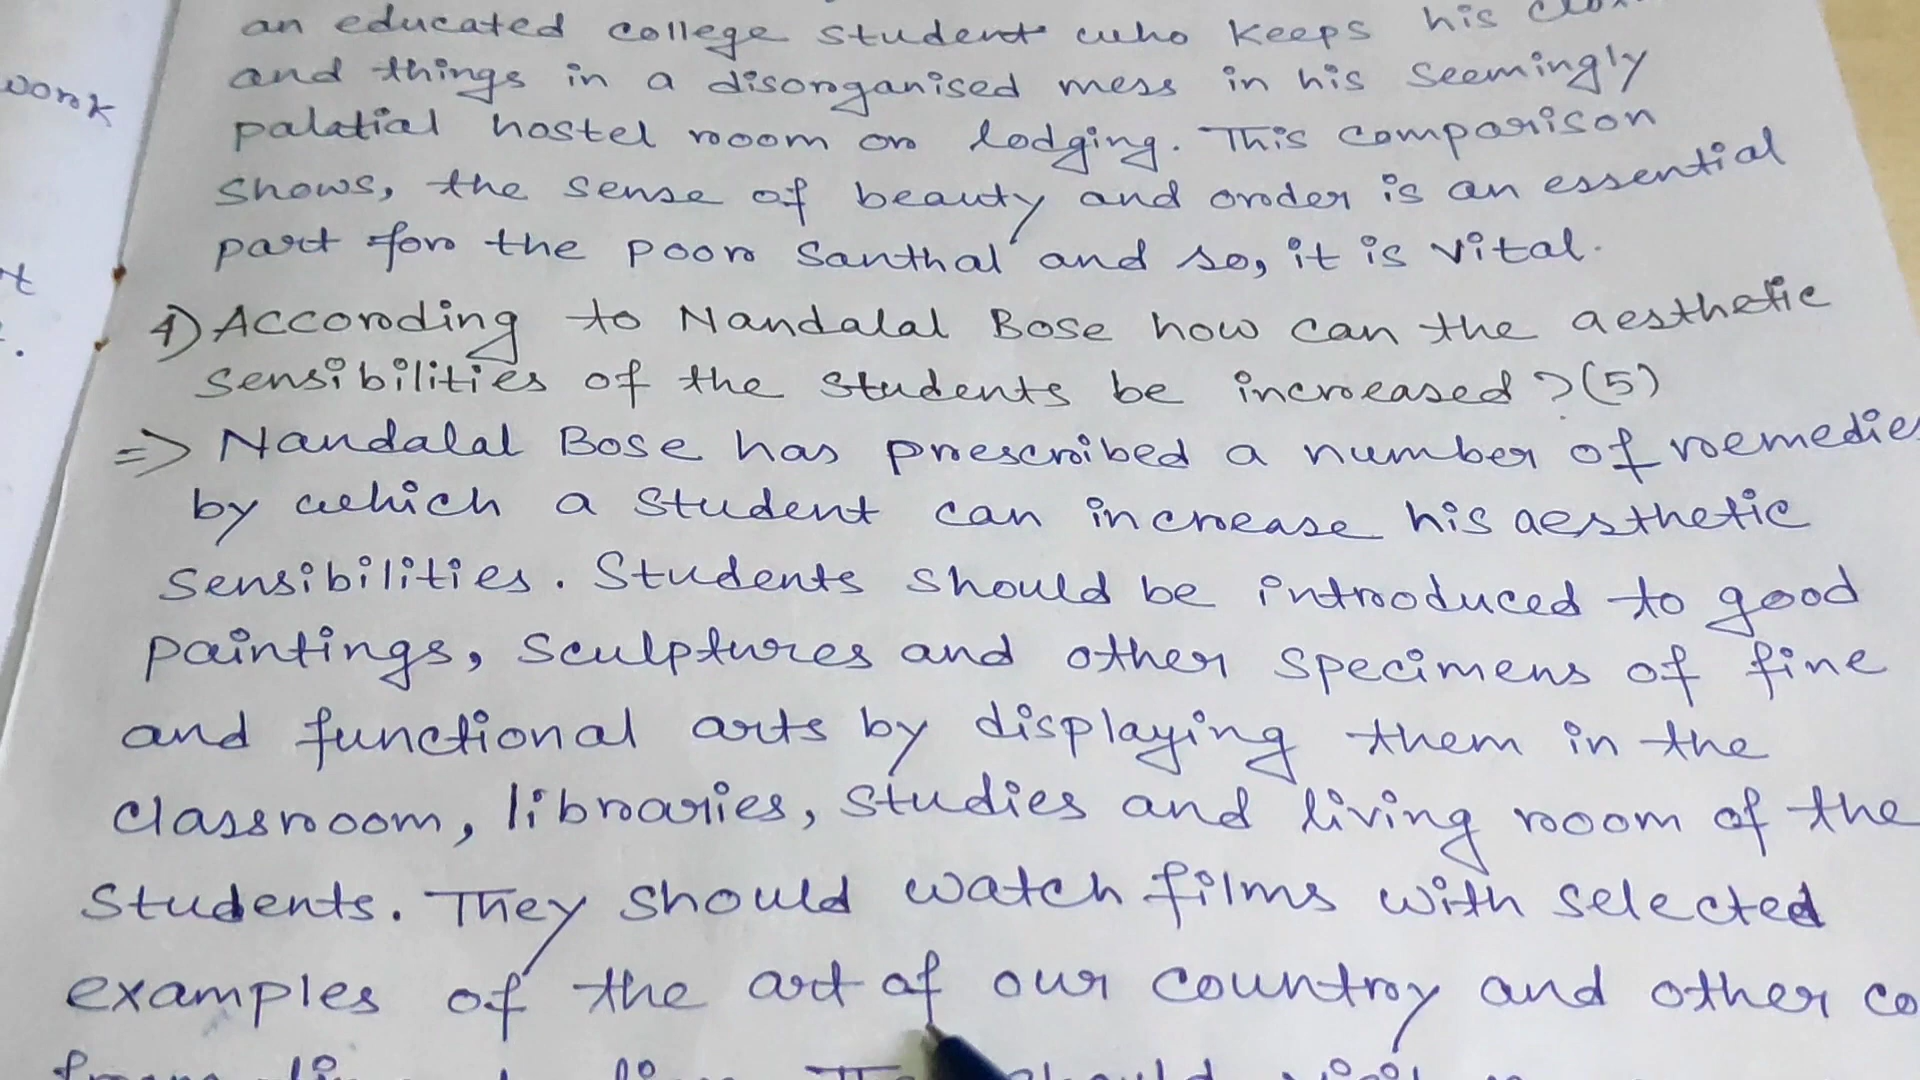 an educated college student who keeps his
and things in a disorganised mess in his seemingly
work
palatial hostel room or lodging. This comparison
shows, the sense of beauty and order is an essential
part for the poor Santhal and so, it is vital.
4) According to Nandalal Bose how can the aesthetic
sensibilities of the students be increased? (5)
=> Nandalal Bose has prescribed a number of remedies
by which a student can increase his aesthetic
sensibilities. Students should be introduced to good
paintings, sculptures and other specimens of fine
and functional arts by displaying them in the
classroom, libraries, studies and living room of the
students. They should watch films with selected
examples of the art of our country and other co